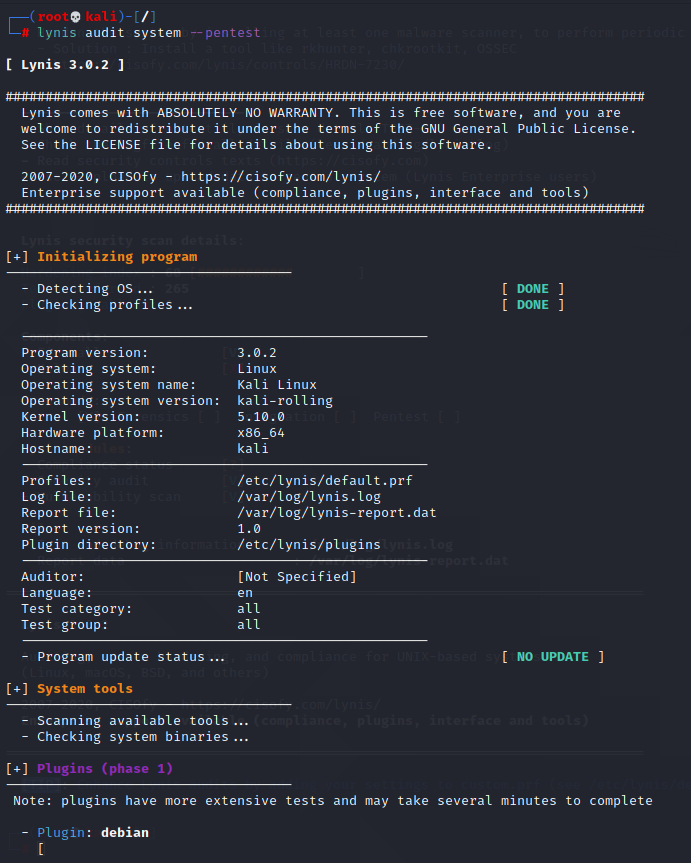 ┌──(root💀kali)-[/]
└─# lynis audit system --pentest
[ Lynis 3.0.2 ]
################################################################################
Lynis comes with ABSOLUTELY NO WARRANTY. This is free software, and you are
welcome to redistribute it under the terms of the GNU General Public License.
See the LICENSE file for details about using this software.
2007-2020, CISOfy - https://cisofy.com/lynis/
Enterprise support available (compliance, plugins, interface and tools)
################################################################################
[+] Initializing program
------------------------------------
- Detecting OS... [ DONE ]
- Checking profiles... [ DONE ]
---------------------------------------------------
Program version: 3.0.2
Operating system: Linux
Operating system name: Kali Linux
Operating system version: kali-rolling
Kernel version: 5.10.0
Hardware platform: x86_64
Hostname: kali
---------------------------------------------------
Profiles: /etc/lynis/default.prf
Log file: /var/log/lynis.log
Report file: /var/log/lynis-report.dat
Report version: 1.0
Plugin directory: /etc/lynis/plugins
---------------------------------------------------
Auditor: [Not Specified]
Language: en
Test category: all
Test group: all
---------------------------------------------------
- Program update status... [ NO UPDATE ]
[+] System tools
------------------------------------
- Scanning available tools...
- Checking system binaries...
[+] Plugins (phase 1)
------------------------------------
Note: plugins have more extensive tests and may take several minutes to complete
- Plugin: debian
[